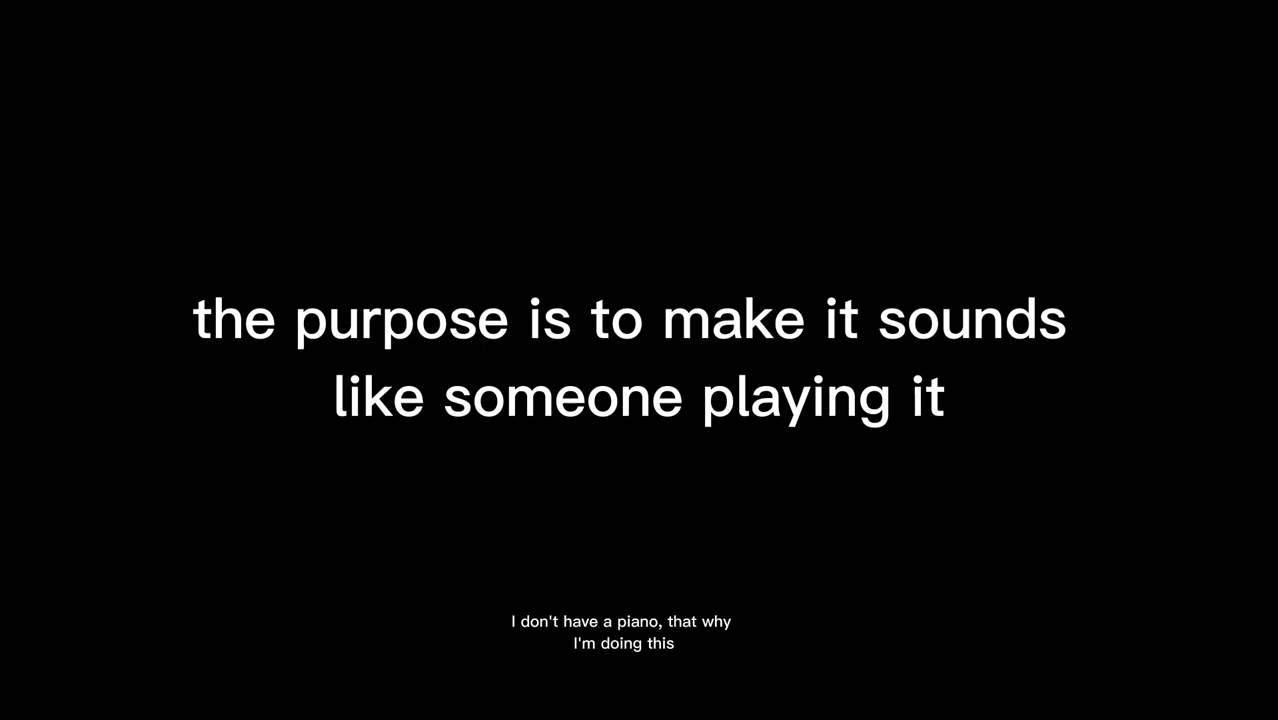 the purpose is to make it sounds
like someone playing it
I don't have a piano, that why
I'm doing this